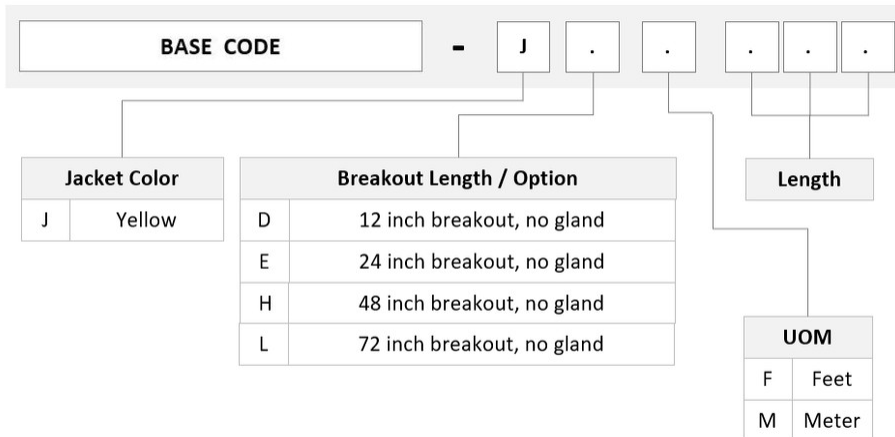 BASE CODE - J . . . . .
Jacket Color
J Yellow
Breakout Length / Option
D 12 inch breakout, no gland
E 24 inch breakout, no gland
H 48 inch breakout, no gland
L 72 inch breakout, no gland
Length
UOM
F Feet
M Meter